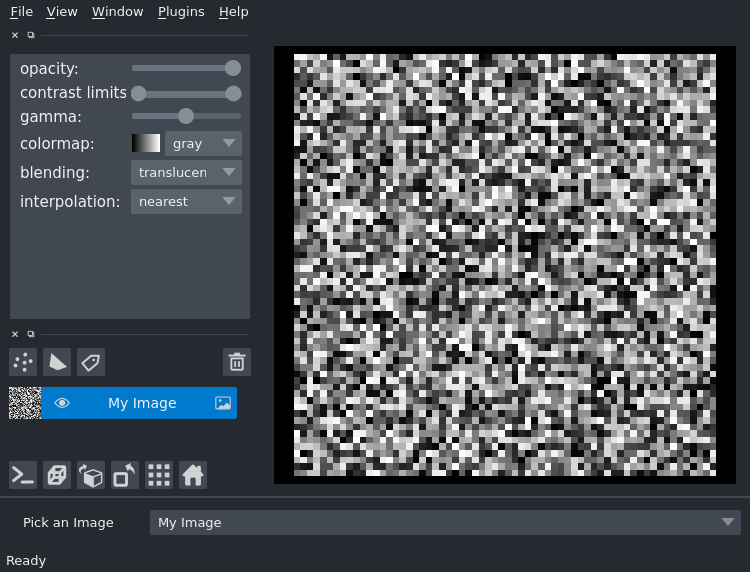 File View Window Plugins Help
opacity:
contrast limits
gamma:
colormap: gray
blending: translucen
interpolation: nearest
My Image
Pick an Image My Image
Ready